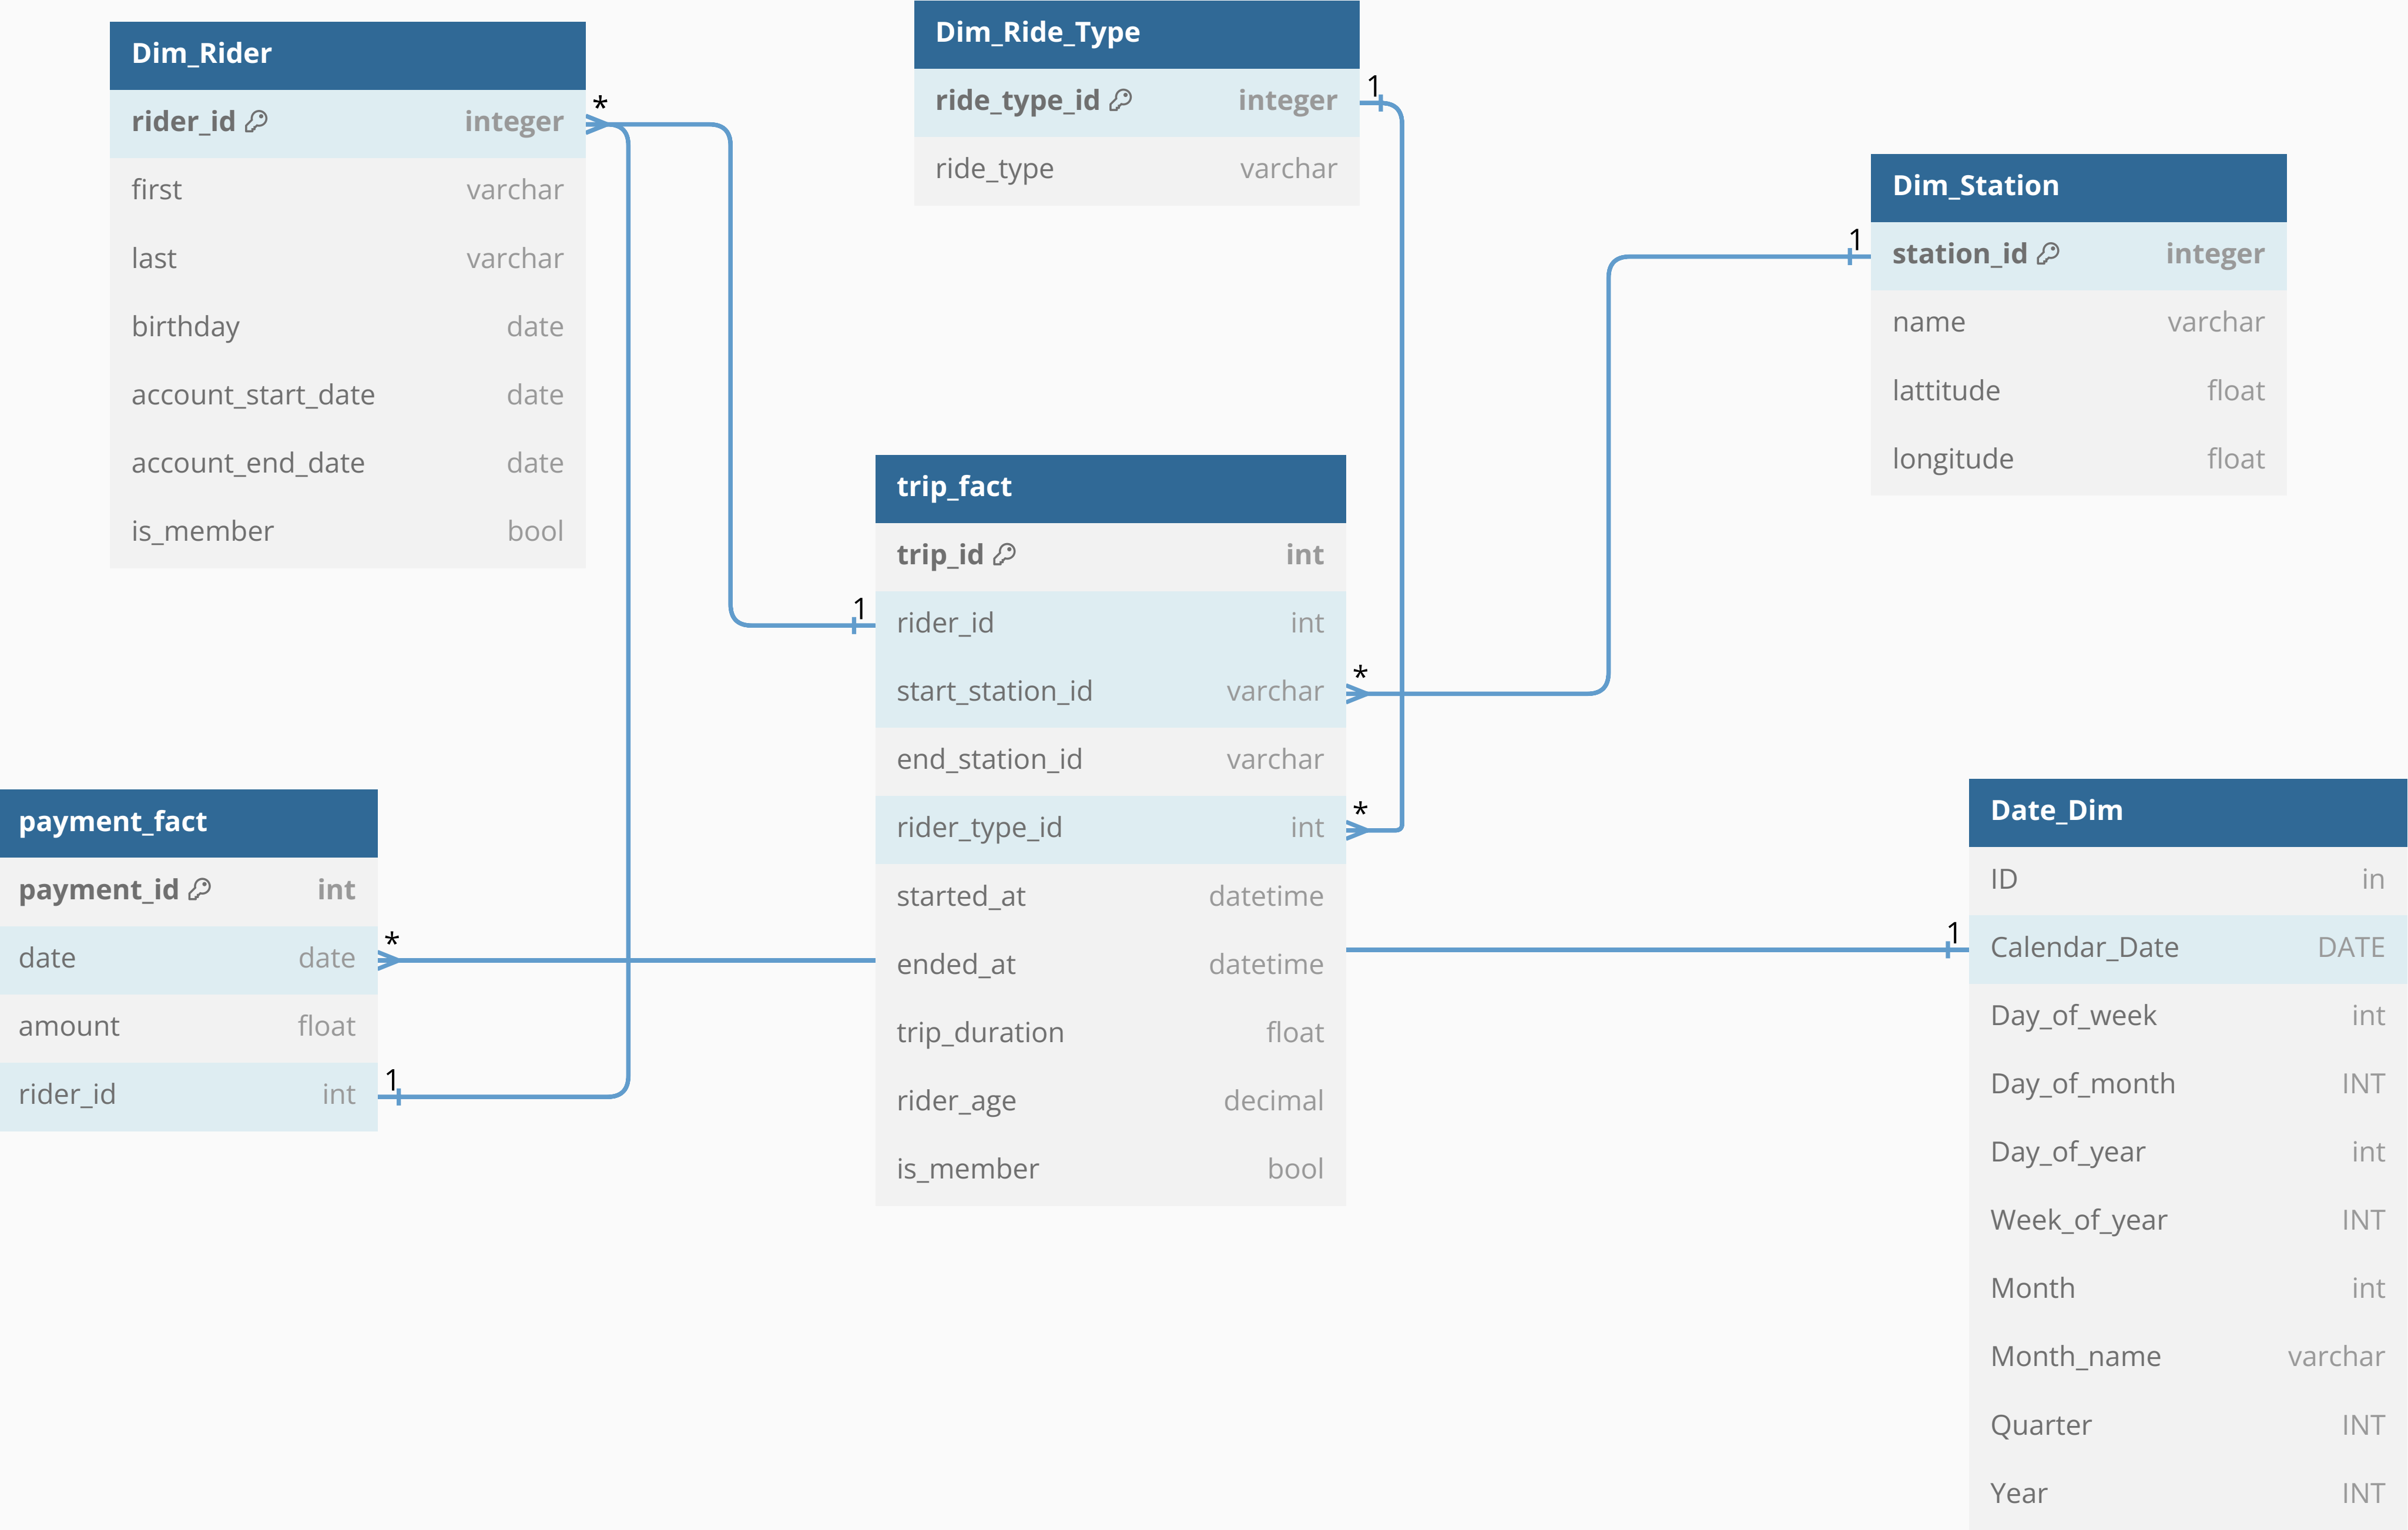 Dim_Rider
rider_id integer
first varchar
last varchar
birthday date
account_start_date date
account_end_date date
is_member bool
*
Dim_Ride_Type
ride_type_id integer
ride_type varchar
1
Dim_Station
station_id integer
name varchar
lattitude float
longitude float
1
trip_fact
trip_id int
rider_id int
start_station_id varchar
end_station_id varchar
rider_type_id int
started_at datetime
ended_at datetime
trip_duration float
rider_age decimal
is_member bool
1
*
*
payment_fact
payment_id int
date date
amount float
rider_id int
*
1
Date_Dim
ID in
Calendar_Date DATE
Day_of_week int
Day_of_month INT
Day_of_year int
Week_of_year INT
Month int
Month_name varchar
Quarter INT
Year INT
1